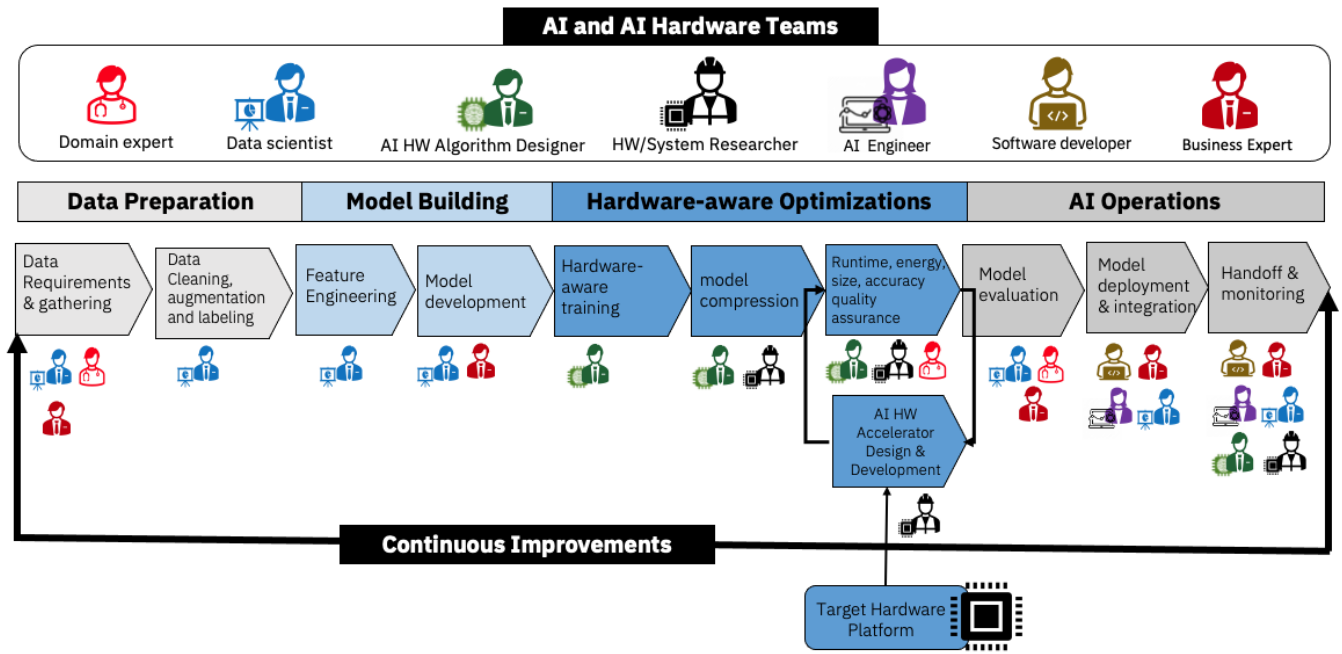 AI and AI Hardware Teams
Domain expert
Data scientist
AI HW Algorithm Designer
HW/System Researcher
AI Engineer
Software developer
Business Expert
Data Preparation
Model Building
Hardware-aware Optimizations
AI Operations
Data
Requirements
& gathering
Data
Cleaning,
augmentation
and labeling
Feature
Engineering
Model
development
Hardware-
aware
training
model
compression
Runtime, energy,
size, accuracy
quality
assurance
Model
evaluation
Model
deployment
& integration
Handoff &
monitoring
AI HW
Accelerator
Design &
Development
Continuous Improvements
Target Hardware
Platform